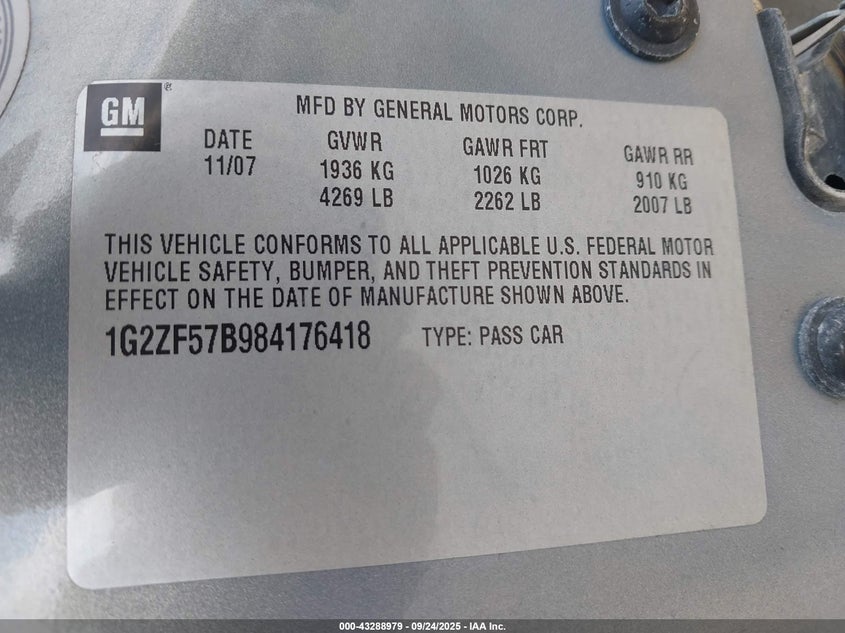 GM
®
MFD BY GENERAL MOTORS CORP.
DATE GVWR GAWR FRT GAWR RR
11/07 1936 KG 1026 KG 910 KG
4269 LB 2262 LB 2007 LB
THIS VEHICLE CONFORMS TO ALL APPLICABLE U.S. FEDERAL MOTOR
VEHICLE SAFETY, BUMPER, AND THEFT PREVENTION STANDARDS IN
EFFECT ON THE DATE OF MANUFACTURE SHOWN ABOVE.
1G2ZF57B984176418 TYPE: PASS CAR
000-43288979 - 09/24/2025 - IAA Inc.